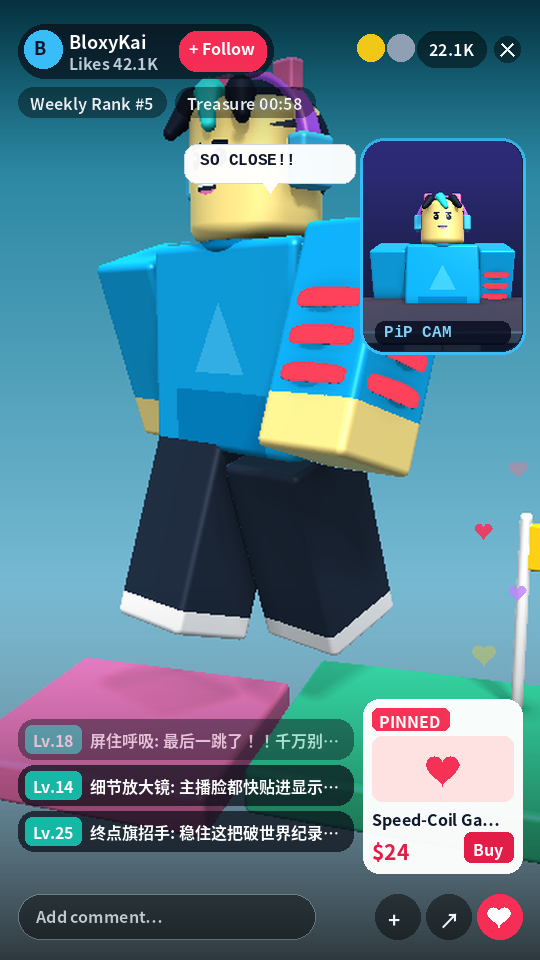 B
BloxyKai
Likes 42.1K
+ Follow
22.1K
Weekly Rank #5
Treasure 00:58
SO CLOSE!!
PiP CAM
Lv.18 屏住呼吸: 最后一跳了！！千万别…
Lv.14 细节放大镜: 主播脸都快贴进显示…
Lv.25 终点旗招手: 稳住这把破世界纪录…
PINNED
Speed-Coil Ga…
$24
Buy
Add comment…